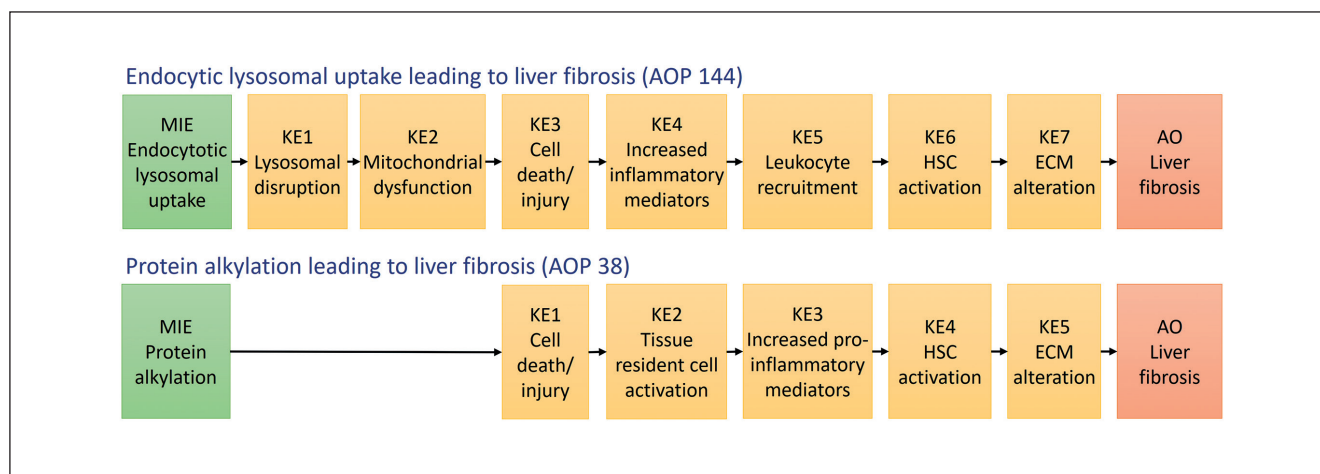 Endocytic lysosomal uptake leading to liver fibrosis (AOP 144)
MIE
Endocytotic
lysosomal
uptake
KE1
Lysosomal
disruption
KE2
Mitochondrial
dysfunction
KE3
Cell
death/
injury
KE4
Increased
inflammatory
mediators
KE5
Leukocyte
recruitment
KE6
HSC
activation
KE7
ECM
alteration
AO
Liver
fibrosis
Protein alkylation leading to liver fibrosis (AOP 38)
MIE
Protein
alkylation
KE1
Cell
death/
injury
KE2
Tissue
resident cell
activation
KE3
Increased pro-
inflammatory
mediators
KE4
HSC
activation
KE5
ECM
alteration
AO
Liver
fibrosis